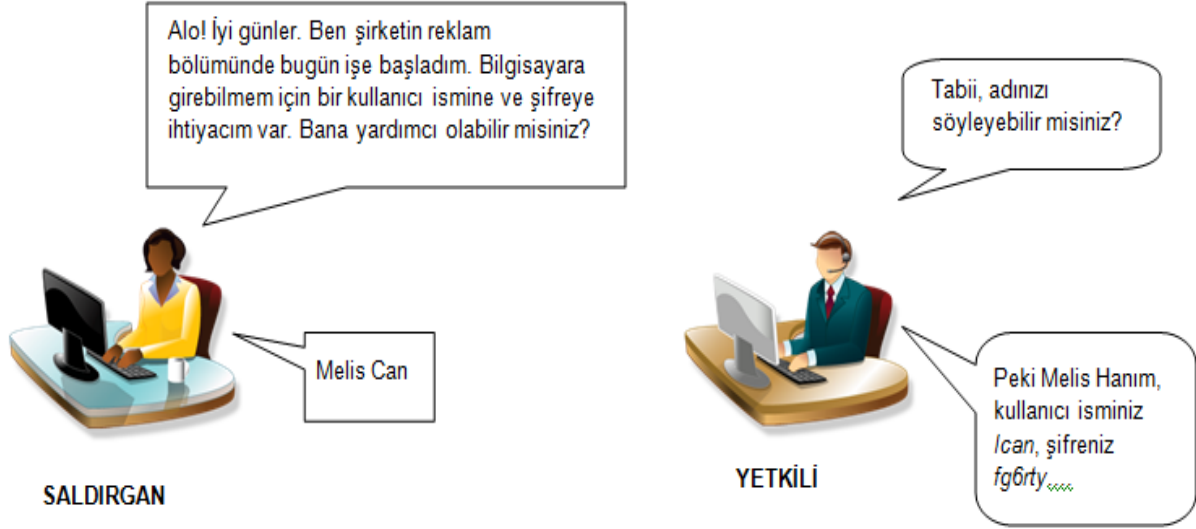 Alo! İyi günler. Ben şirketin reklam
bölümünde bugün işe başladım. Bilgisayara
girebilmem için bir kullanıcı ismine ve şifreye
ihtiyacım var. Bana yardımcı olabilir misiniz?
Tabii, adınızı
söyleyebilir misiniz?
Melis Can
Peki Melis Hanım,
kullanıcı isminiz
lcan, şifreniz
fg6rty
SALDIRGAN
YETKİLİ